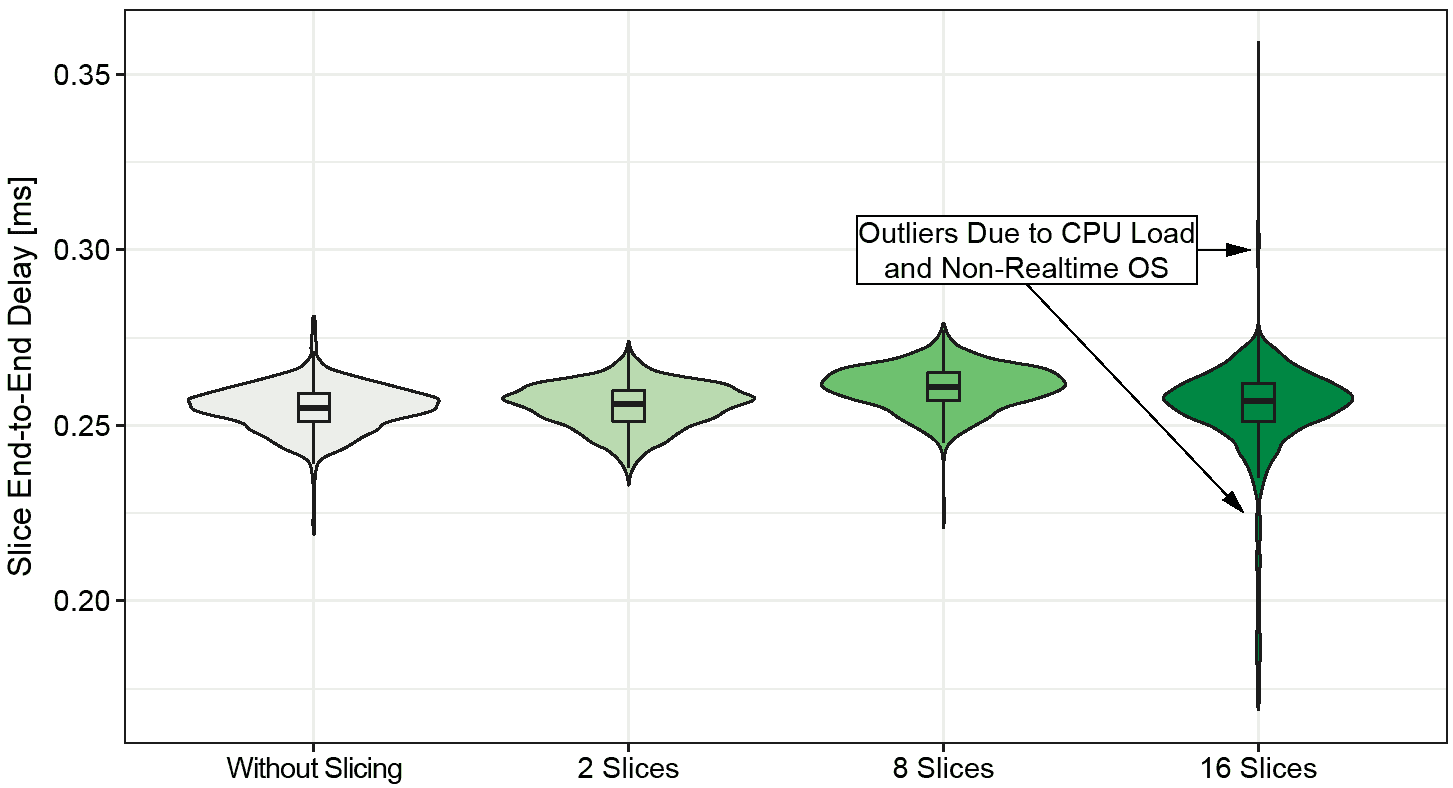 Slice End-to-End Delay [ms]
0.35
0.30
0.25
0.20
Outliers Due to CPU Load
and Non-Realtime OS
Without Slicing
2 Slices
8 Slices
16 Slices